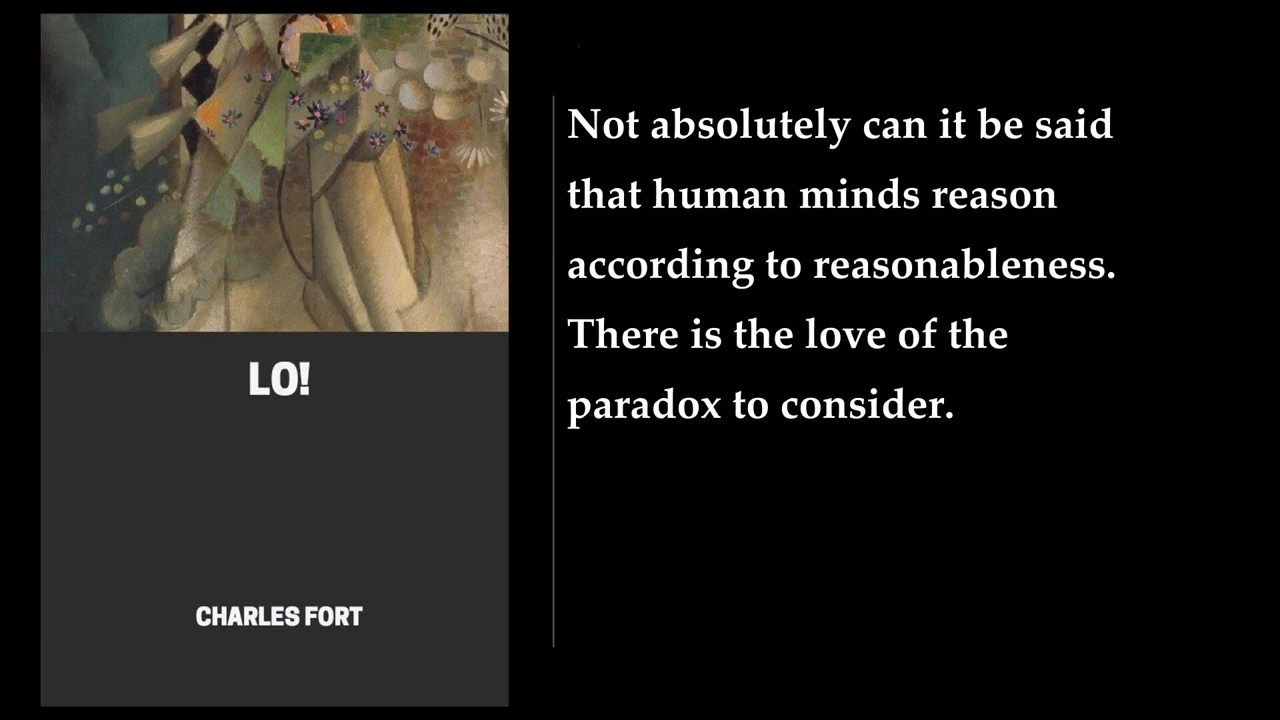 LO!
CHARLES FORT
Not absolutely can it be said
that human minds reason
according to reasonableness.
There is the love of the
paradox to consider.